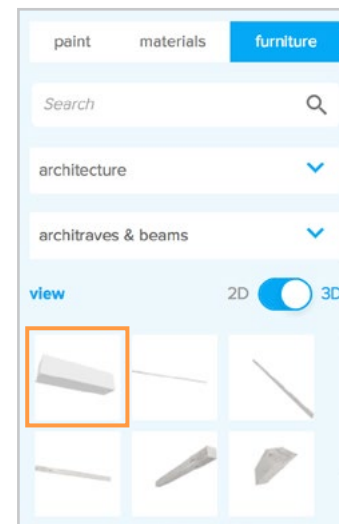 paint materials furniture
Search
architecture
architraves & beams
view 2D 3D